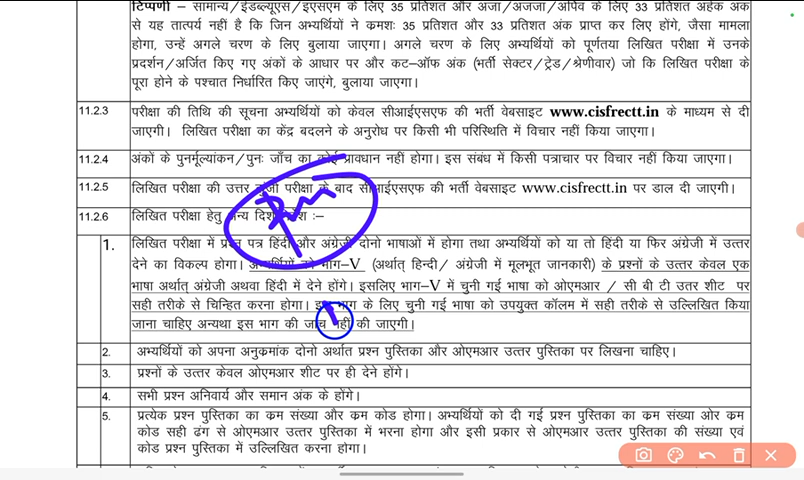 टिप्पणी – सामान्य/ईडब्ल्यूएस/इएसएम के लिए 35 प्रतिशत और अजा/अजजा/अपिव के लिए 33 प्रतिशत अर्हक अंक
से यह तात्पर्य नहीं है कि जिन अभ्यर्थियों ने क्रमशः 35 प्रतिशत और 33 प्रतिशत अंक प्राप्त कर लिए होंगे, जैसा मामला
होगा, उन्हें अगले चरण के लिए बुलाया जाएगा। अगले चरण के लिए अभ्यर्थियों को पूर्णतया लिखित परीक्षा में उनके
प्रदर्शन/अर्जित किए गए अंकों के आधार पर और कट–ऑफ अंक (भर्ती सेक्टर/ट्रेड/श्रेणीवार) जो कि लिखित परीक्षा के
पूरा होने के पश्चात निर्धारित किए जाएंगे, बुलाया जाएगा।
11.2.3 परीक्षा की तिथि की सूचना अभ्यर्थियों को केवल सीआईएसएफ की भर्ती वेबसाइट www.cisfrectt.in के माध्यम से दी
जाएगी। लिखित परीक्षा का केंद्र बदलने के अनुरोध पर किसी भी परिस्थिति में विचार नहीं किया जाएगा।
11.2.4 अंकों के पुनर्मूल्यांकन/पुनः जाँच का कोई प्रावधान नहीं होगा। इस संबंध में किसी पत्राचार पर विचार नहीं किया जाएगा।
11.2.5 लिखित परीक्षा की उत्तर कुंजी परीक्षा के बाद सीआईएसएफ की भर्ती वेबसाइट www.cisfrectt.in पर डाल दी जाएगी।
11.2.6 लिखित परीक्षा हेतु अन्य दिशा निर्देश :–
1. लिखित परीक्षा में प्रश्न पत्र हिंदी और अंग्रेजी दोनो भाषाओं में होगा तथा अभ्यर्थियों को या तो हिंदी या फिर अंग्रेजी में उत्तर
देने का विकल्प होगा। अभ्यर्थियों को भाग–V (अर्थात् हिन्दी/ अंग्रेजी में मूलभूत जानकारी) के प्रश्नों के उत्तर केवल एक
भाषा अर्थात् अंग्रेजी अथवा हिंदी में देने होंगे। इसलिए भाग–V में चुनी गई भाषा को ओएमआर / सी बी टी उतर शीट पर
सही तरीके से चिन्हित करना होगा। इस भाग के लिए चुनी गई भाषा को उपयुक्त कॉलम में सही तरीके से उल्लिखित किया
जाना चाहिए अन्यथा इस भाग की जांच नहीं की जाएगी।
2. अभ्यर्थियों को अपना अनुक्रमांक दोनो अर्थात प्रश्न पुस्तिका और ओएमआर उत्तर पुस्तिका पर लिखना चाहिए।
3. प्रश्नों के उत्तर केवल ओएमआर शीट पर ही देने होंगे।
4. सभी प्रश्न अनिवार्य और समान अंक के होंगे।
5. प्रत्येक प्रश्न पुस्तिका का क्रम संख्या और क्रम कोड होगा। अभ्यर्थियों को दी गई प्रश्न पुस्तिका का क्रम संख्या ओर क्रम
कोड सही ढंग से ओएमआर उत्तर पुस्तिका में भरना होगा और इसी प्रकार से ओएमआर उत्तर पुस्तिका की संख्या एवं
कोड प्रश्न पुस्तिका में उल्लिखित करना होगा।